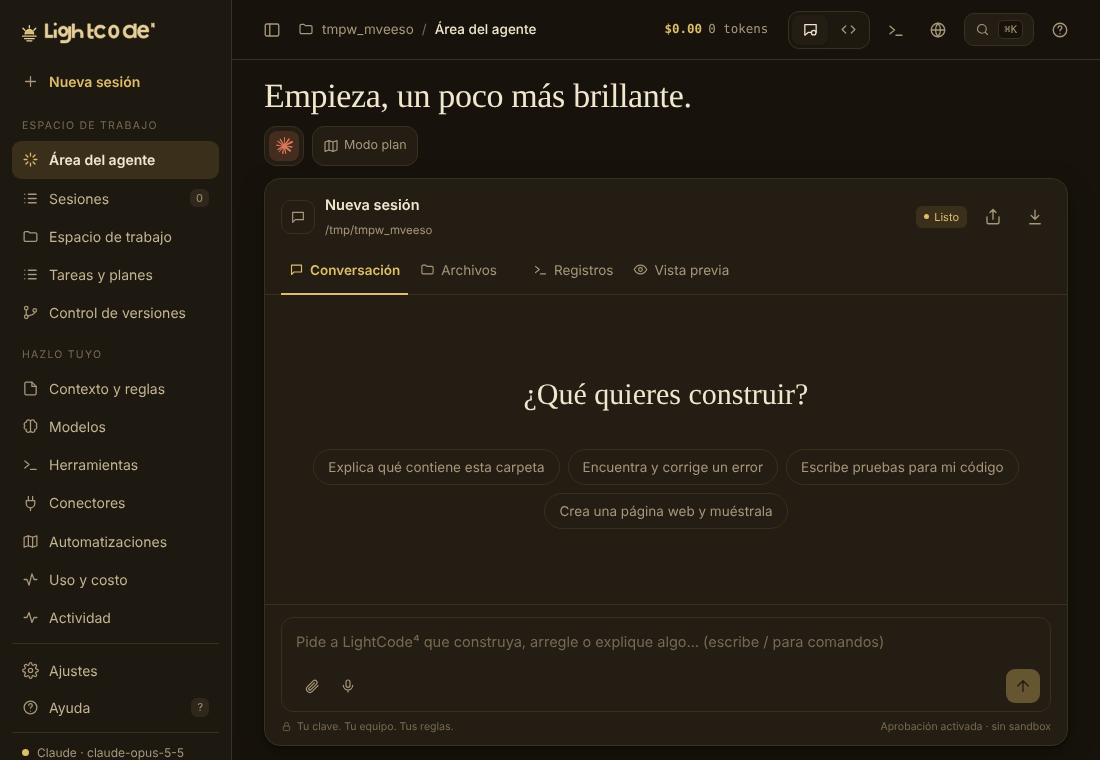 LightCode⁴
Nueva sesión
ESPACIO DE TRABAJO
Área del agente
Sesiones 0
Espacio de trabajo
Tareas y planes
Control de versiones
HAZLO TUYO
Contexto y reglas
Modelos
Herramientas
Conectores
Automatizaciones
Uso y costo
Actividad
Ajustes
Ayuda ?
Claude · claude-opus-5-5
tmpw_mveeso / Área del agente
$0.00 0 tokens
⌘K
Empieza, un poco más brillante.
Modo plan
Nueva sesión
/tmp/tmpw_mveeso
Listo
Conversación Archivos Registros Vista previa
¿Qué quieres construir?
Explica qué contiene esta carpeta Encuentra y corrige un error Escribe pruebas para mi código
Crea una página web y muéstrala
Pide a LightCode⁴ que construya, arregle o explique algo... (escribe / para comandos)
Tu clave. Tu equipo. Tus reglas. Aprobación activada · sin sandbox